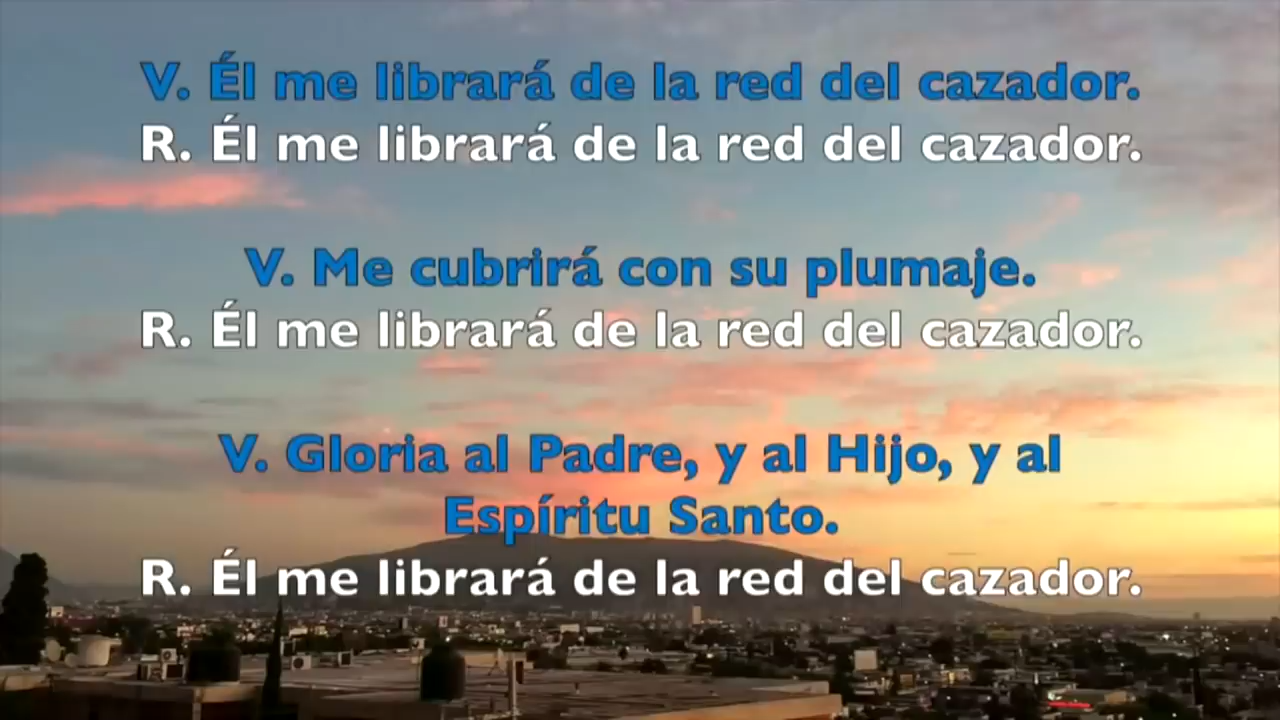 V. Él me librará de la red del cazador.
R. Él me librará de la red del cazador.
V. Me cubrirá con su plumaje.
R. Él me librará de la red del cazador.
V. Gloria al Padre, y al Hijo, y al
Espíritu Santo.
R. Él me librará de la red del cazador.